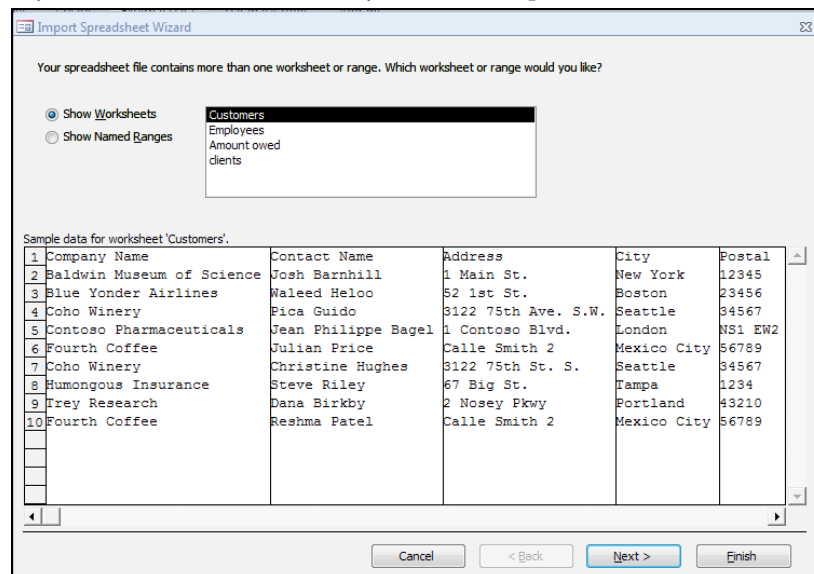 Import Spreadsheet Wizard
Your spreadsheet file contains more than one worksheet or range. Which worksheet or range would you like?
Show Worksheets
Show Named Ranges
Customers
Employees
Amount owed
clients
Sample data for worksheet 'Customers'.
1 Company Name Contact Name Address City Postal
2 Baldwin Museum of Science Josh Barnhill 1 Main St. New York 12345
3 Blue Yonder Airlines Waleed Heloo 52 1st St. Boston 23456
4 Coho Winery Pica Guido 3122 75th Ave. S.W. Seattle 34567
5 Contoso Pharmaceuticals Jean Philippe Bagel 1 Contoso Blvd. London NS1 EW2
6 Fourth Coffee Julian Price Calle Smith 2 Mexico City 56789
7 Coho Winery Christine Hughes 3122 75th St. S. Seattle 34567
8 Humongous Insurance Steve Riley 67 Big St. Tampa 1234
9 Trey Research Dana Birkby 2 Nosey Pkwy Portland 43210
10 Fourth Coffee Reshma Patel Calle Smith 2 Mexico City 56789
Cancel < Back Next > Finish